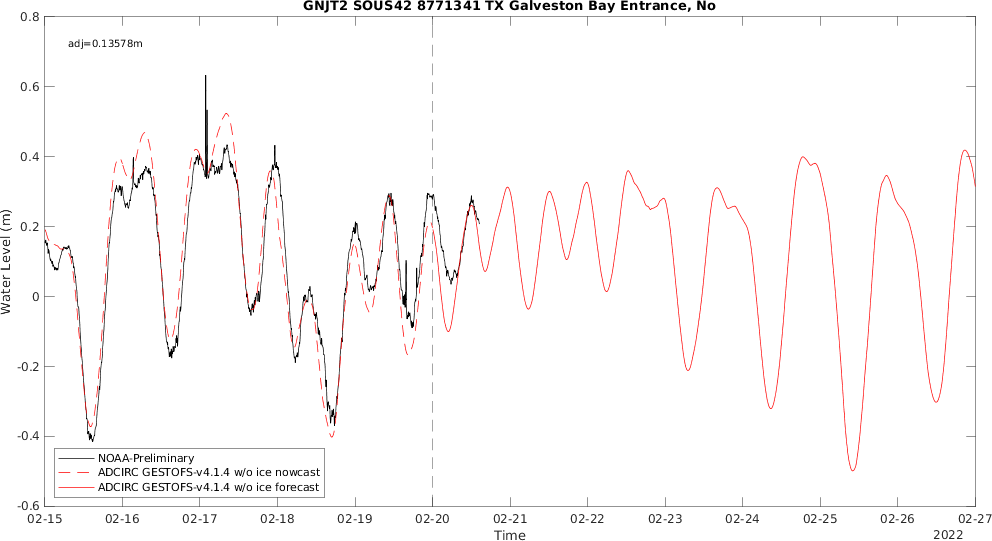 GNJT2 SOUS42 8771341 TX Galveston Bay Entrance, No
adj=0.13578m
Water Level (m)
0.8
0.6
0.4
0.2
0
-0.2
-0.4
-0.6
NOAA-Preliminary
ADCIRC GESTOFS-v4.1.4 w/o ice nowcast
ADCIRC GESTOFS-v4.1.4 w/o ice forecast
02-15 02-16 02-17 02-18 02-19 02-20 02-21 02-22 02-23 02-24 02-25 02-26 02-27
Time
2022